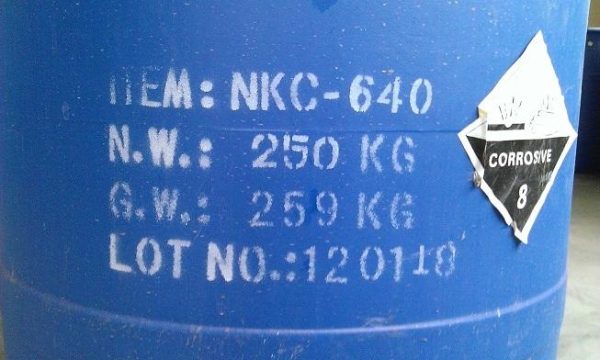 ITEM: NKC-640
N.W.: 250 KG
G.W.: 259 KG
LOT NO.:120118
CORROSIVE
8